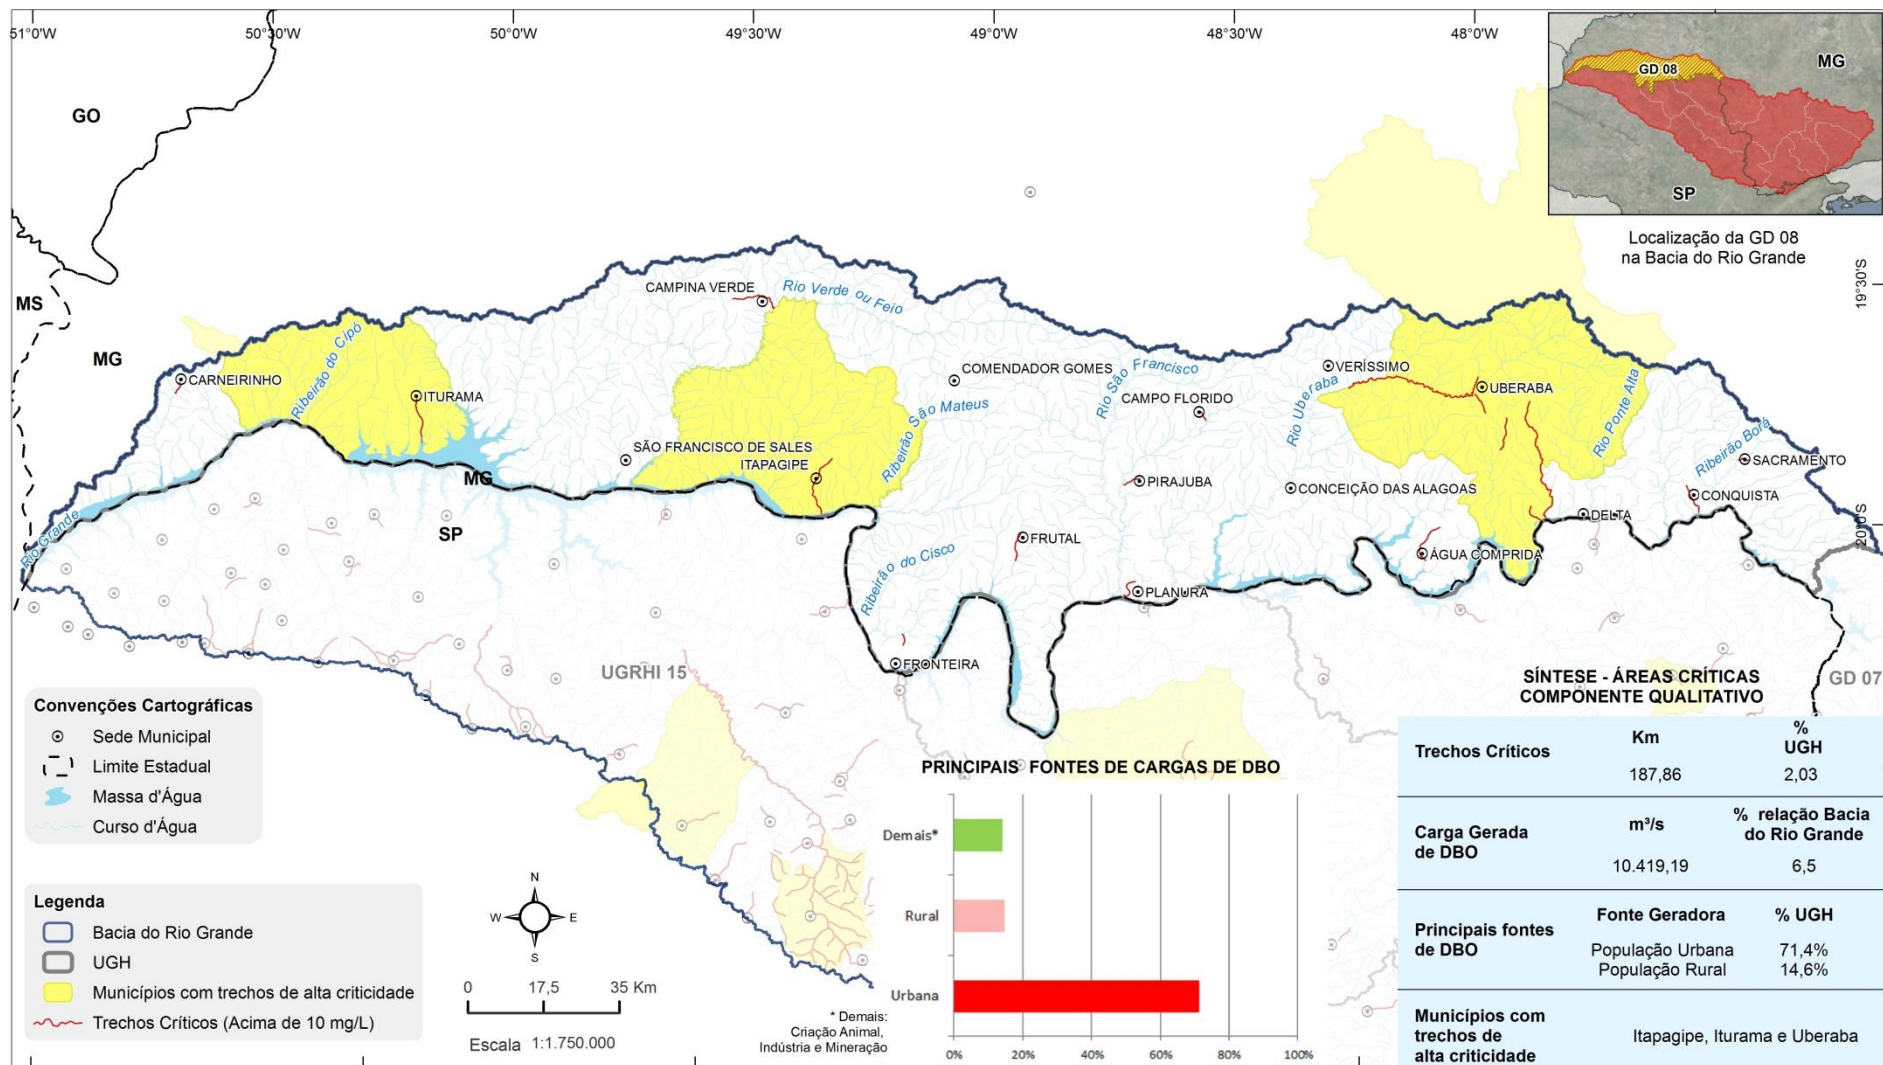 51°0'W
50°30'W
50°0'W
49°30'W
49°0'W
48°30'W
48°0'W
GO
MS
MG
MG
SP
GD 08
MG
SP
Localização da GD 08
na Bacia do Rio Grande
19°30'S
20°0'S
CAMPINA VERDE
Rio Verde ou Feio
Ribeirão do Cipó
CARNEIRINHO
ITURAMA
COMENDADOR GOMES
Ribeirão São Mateus
Rio São Francisco
CAMPO FLORIDO
VERÍSSIMO
Rio Uberaba
UBERABA
Rio Ponte Alta
Ribeirão Borá
SACRAMENTO
SÃO FRANCISCO DE SALES
ITAPAGIPE
PIRAJUBA
CONCEIÇÃO DAS ALAGOAS
CONQUISTA
DELTA
Rio Grande
FRUTAL
ÁGUA COMPRIDA
Ribeirão do Cisco
PLANURA
FRONTEIRA
UGRHI 15
GD 07
Convenções Cartográficas
Sede Municipal
Limite Estadual
Massa d'Água
Curso d'Água
Legenda
Bacia do Rio Grande
UGH
Municípios com trechos de alta criticidade
Trechos Críticos (Acima de 10 mg/L)
N
W E
S
0 17,5 35 Km
Escala 1:1.750.000
PRINCIPAIS FONTES DE CARGAS DE DBO
Demais*
Rural
Urbana
0% 20% 40% 60% 80% 100%
* Demais:
Criação Animal,
Indústria e Mineração
SÍNTESE - ÁREAS CRÍTICAS
COMPONENTE QUALITATIVO
Trechos Críticos
Km
%
UGH
187,86
2,03
Carga Gerada
de DBO
m³/s
% relação Bacia
do Rio Grande
10.419,19
6,5
Principais fontes
de DBO
Fonte Geradora
% UGH
População Urbana 71,4%
População Rural 14,6%
Municípios com
trechos de
alta criticidade
Itapagipe, Iturama e Uberaba